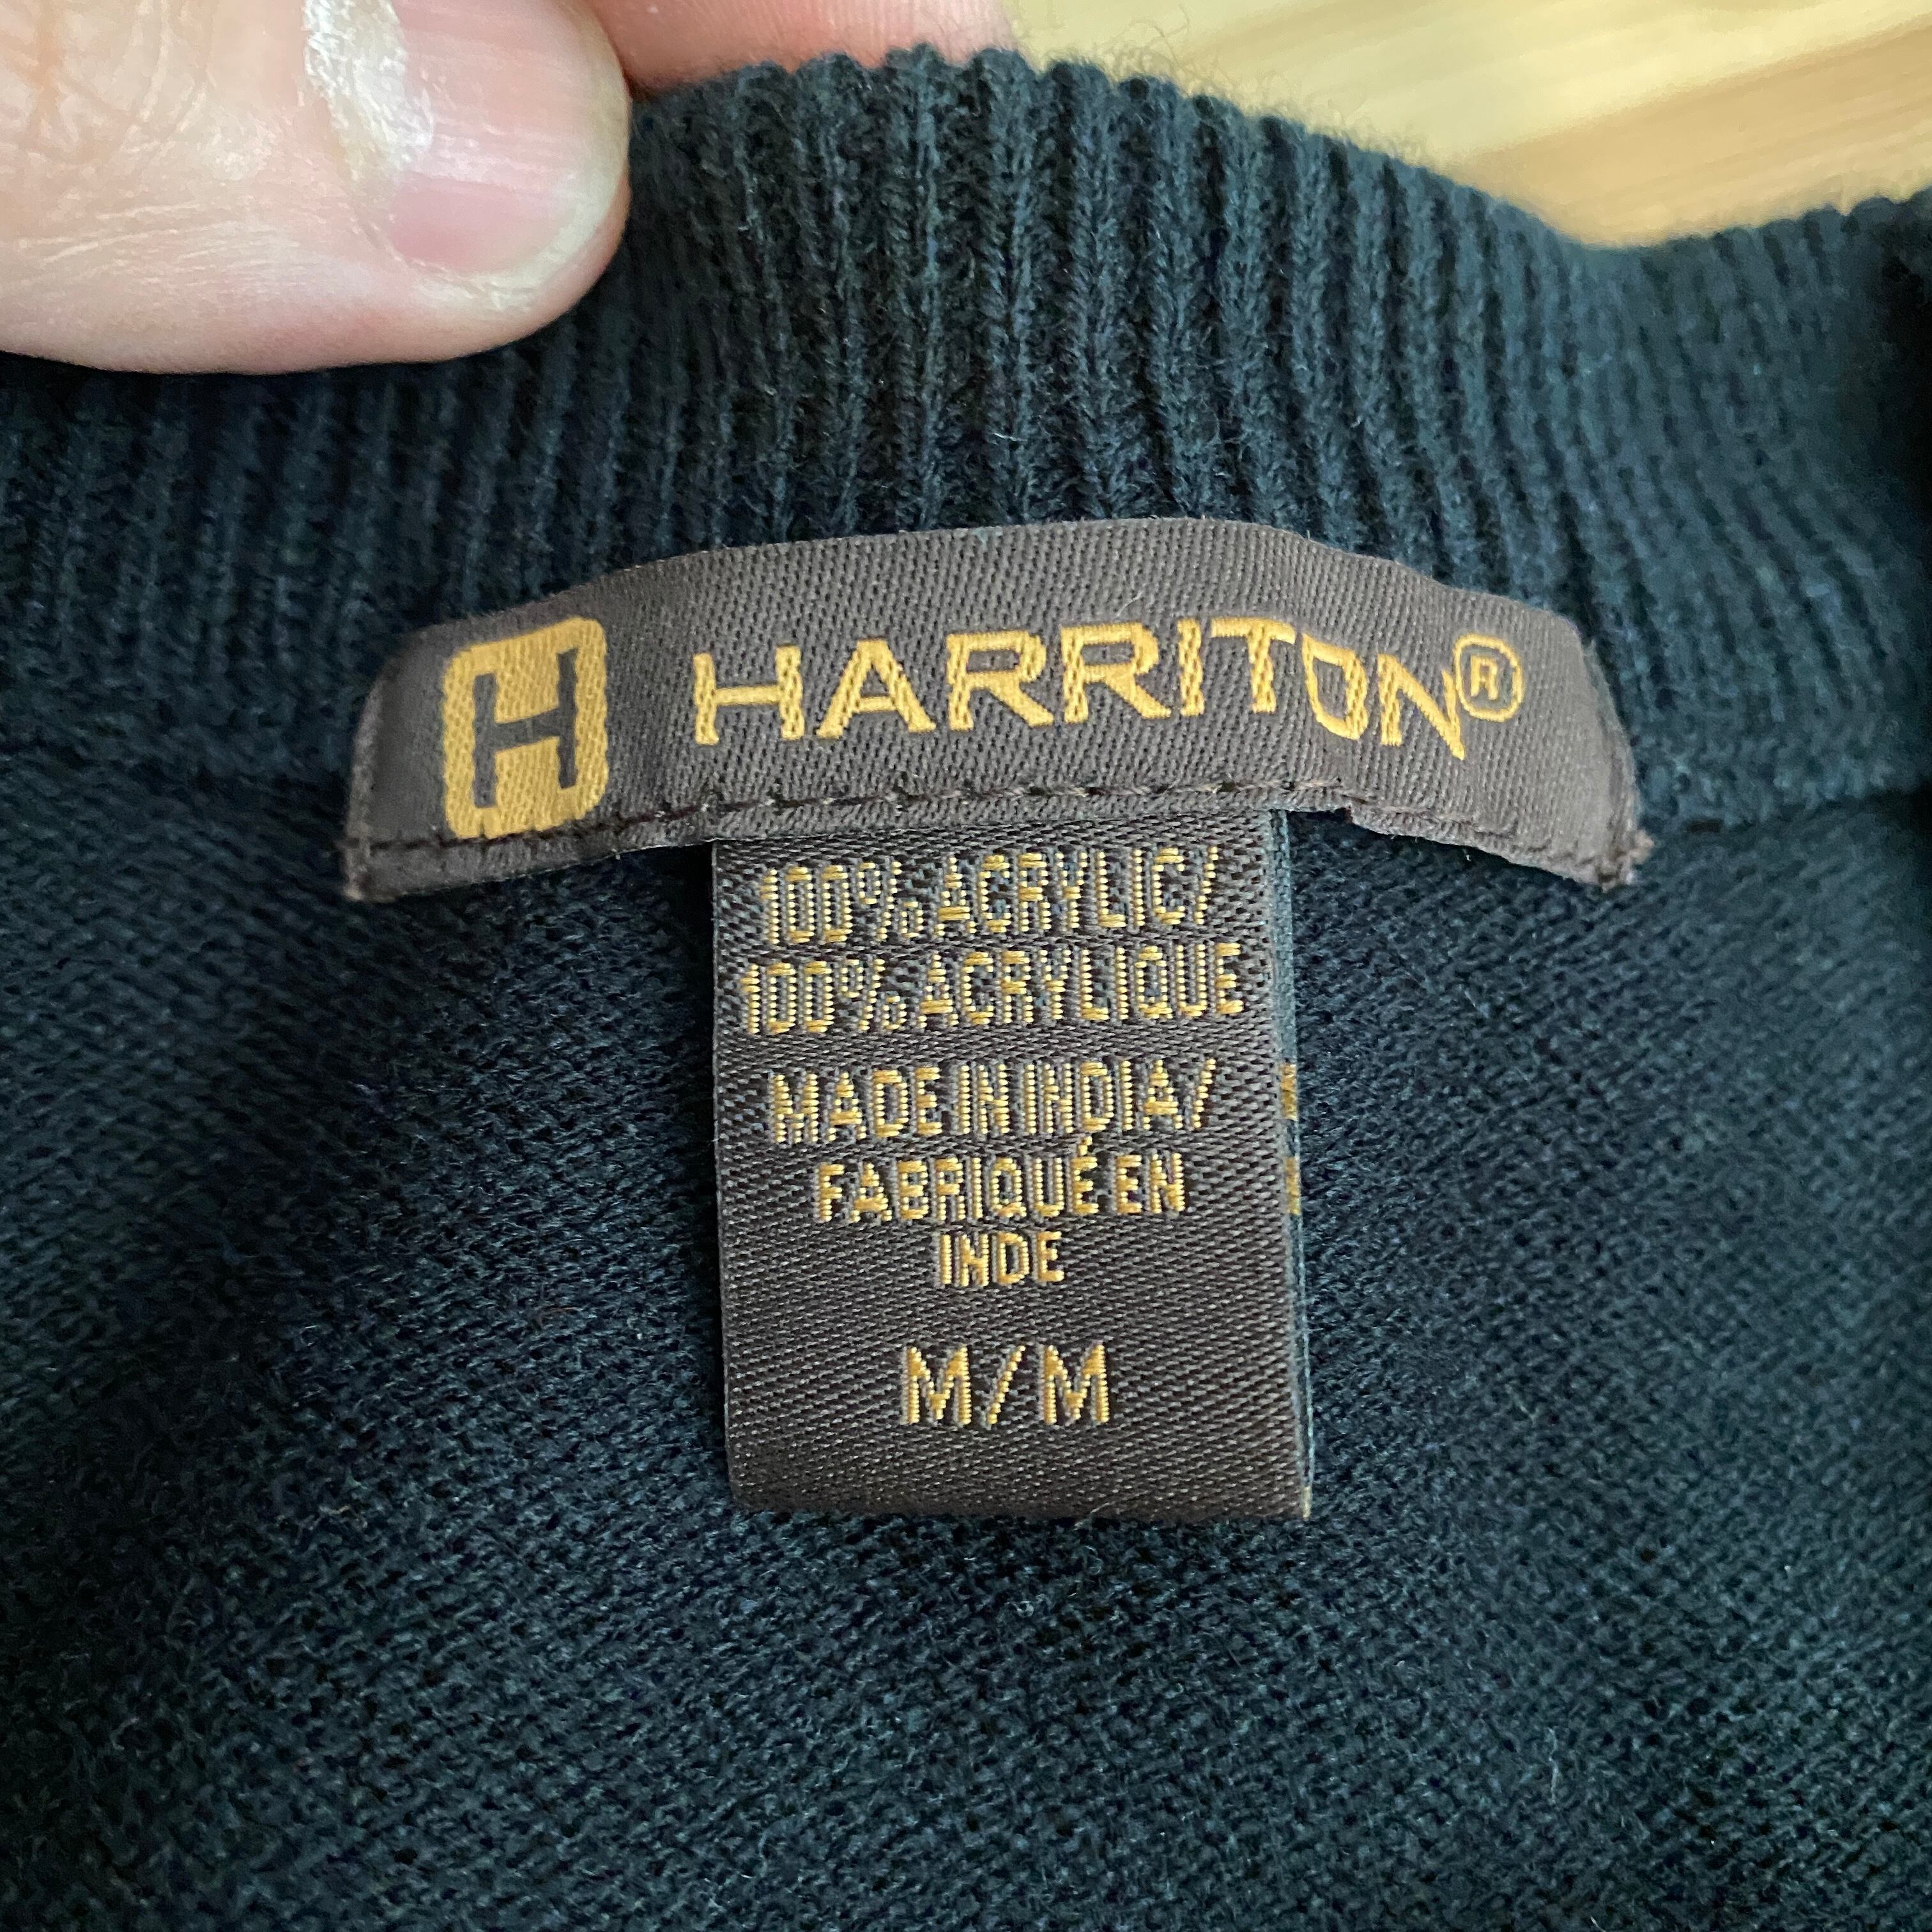 H HARRITON®
100% ACRYLIC/
100% ACRYLIQUE
MADE IN INDIA/
FABRIQUÉ EN
INDE
M/M